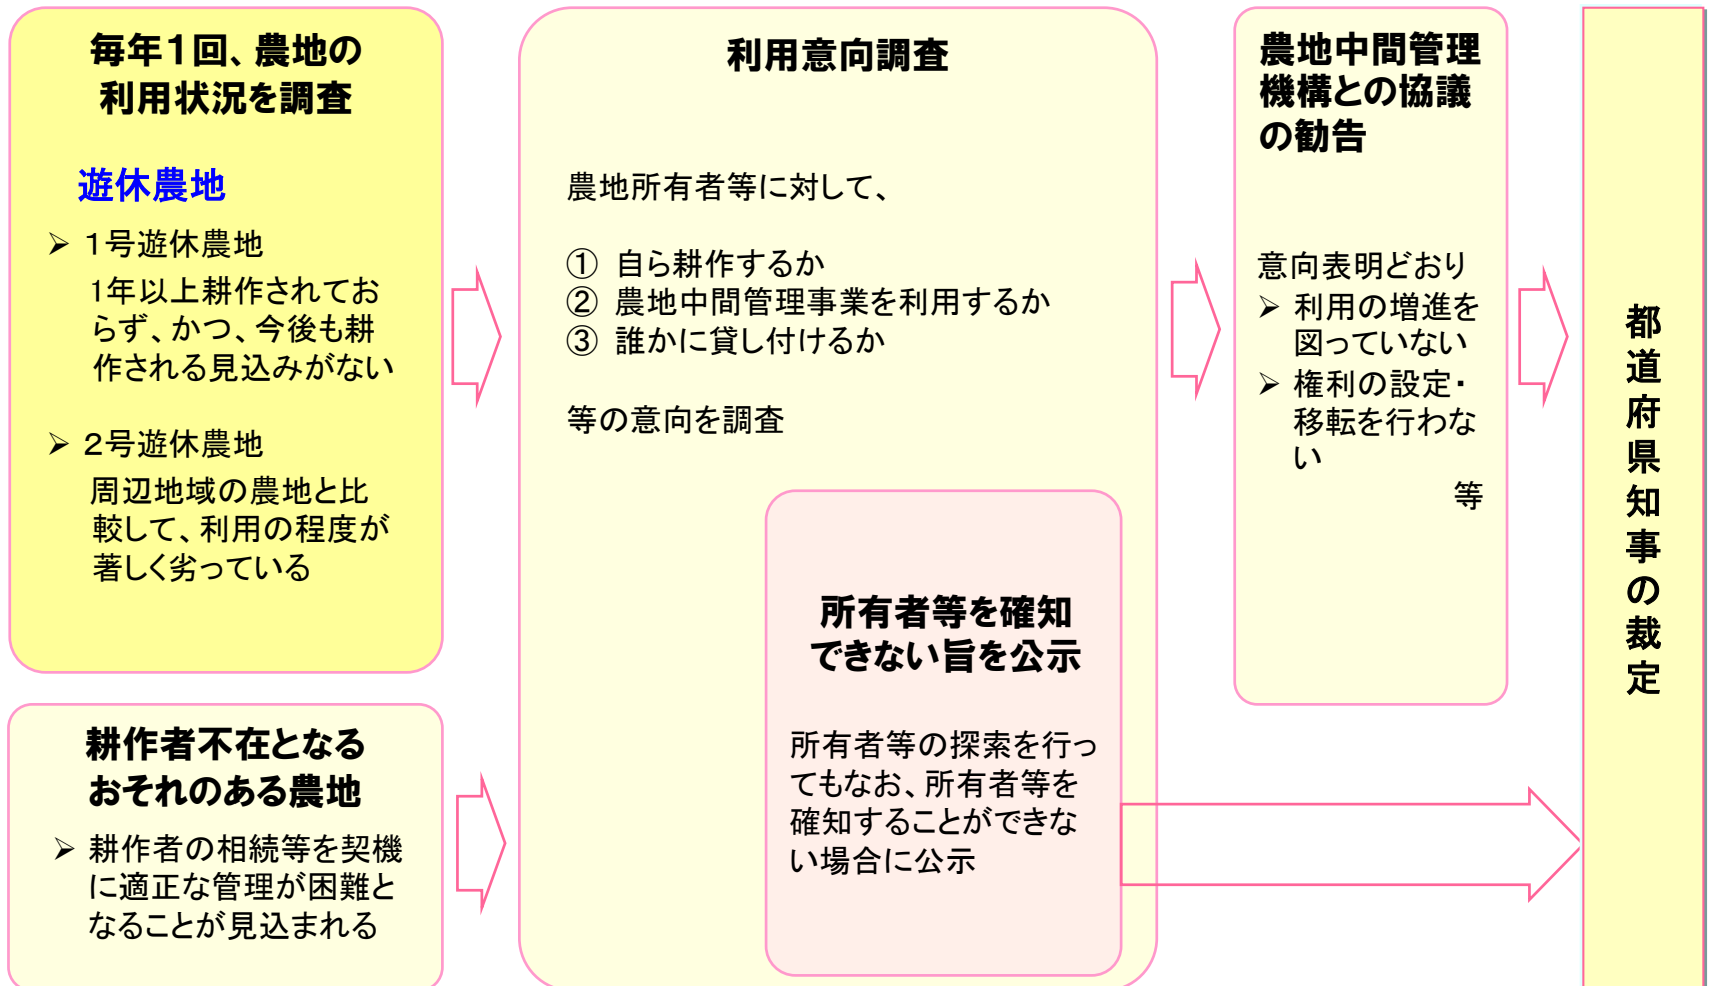 毎年1回、農地の
利用状況を調査
遊休農地
➢ 1号遊休農地
1年以上耕作されてお
らず、かつ、今後も耕
作される見込みがない
➢ 2号遊休農地
周辺地域の農地と比
較して、利用の程度が
著しく劣っている
耕作者不在となる
おそれのある農地
➢ 耕作者の相続等を契機
に適正な管理が困難と
なることが見込まれる
利用意向調査
農地所有者等に対して、
① 自ら耕作するか
② 農地中間管理事業を利用するか
③ 誰かに貸し付けるか
等の意向を調査
所有者等を確知
できない旨を公示
所有者等の探索を行っ
てもなお、所有者等を
確知することができな
い場合に公示
農地中間管理
機構との協議
の勧告
意向表明どおり
➢ 利用の増進を
図っていない
➢ 権利の設定・
移転を行わな
い
等
都道府県知事の裁定